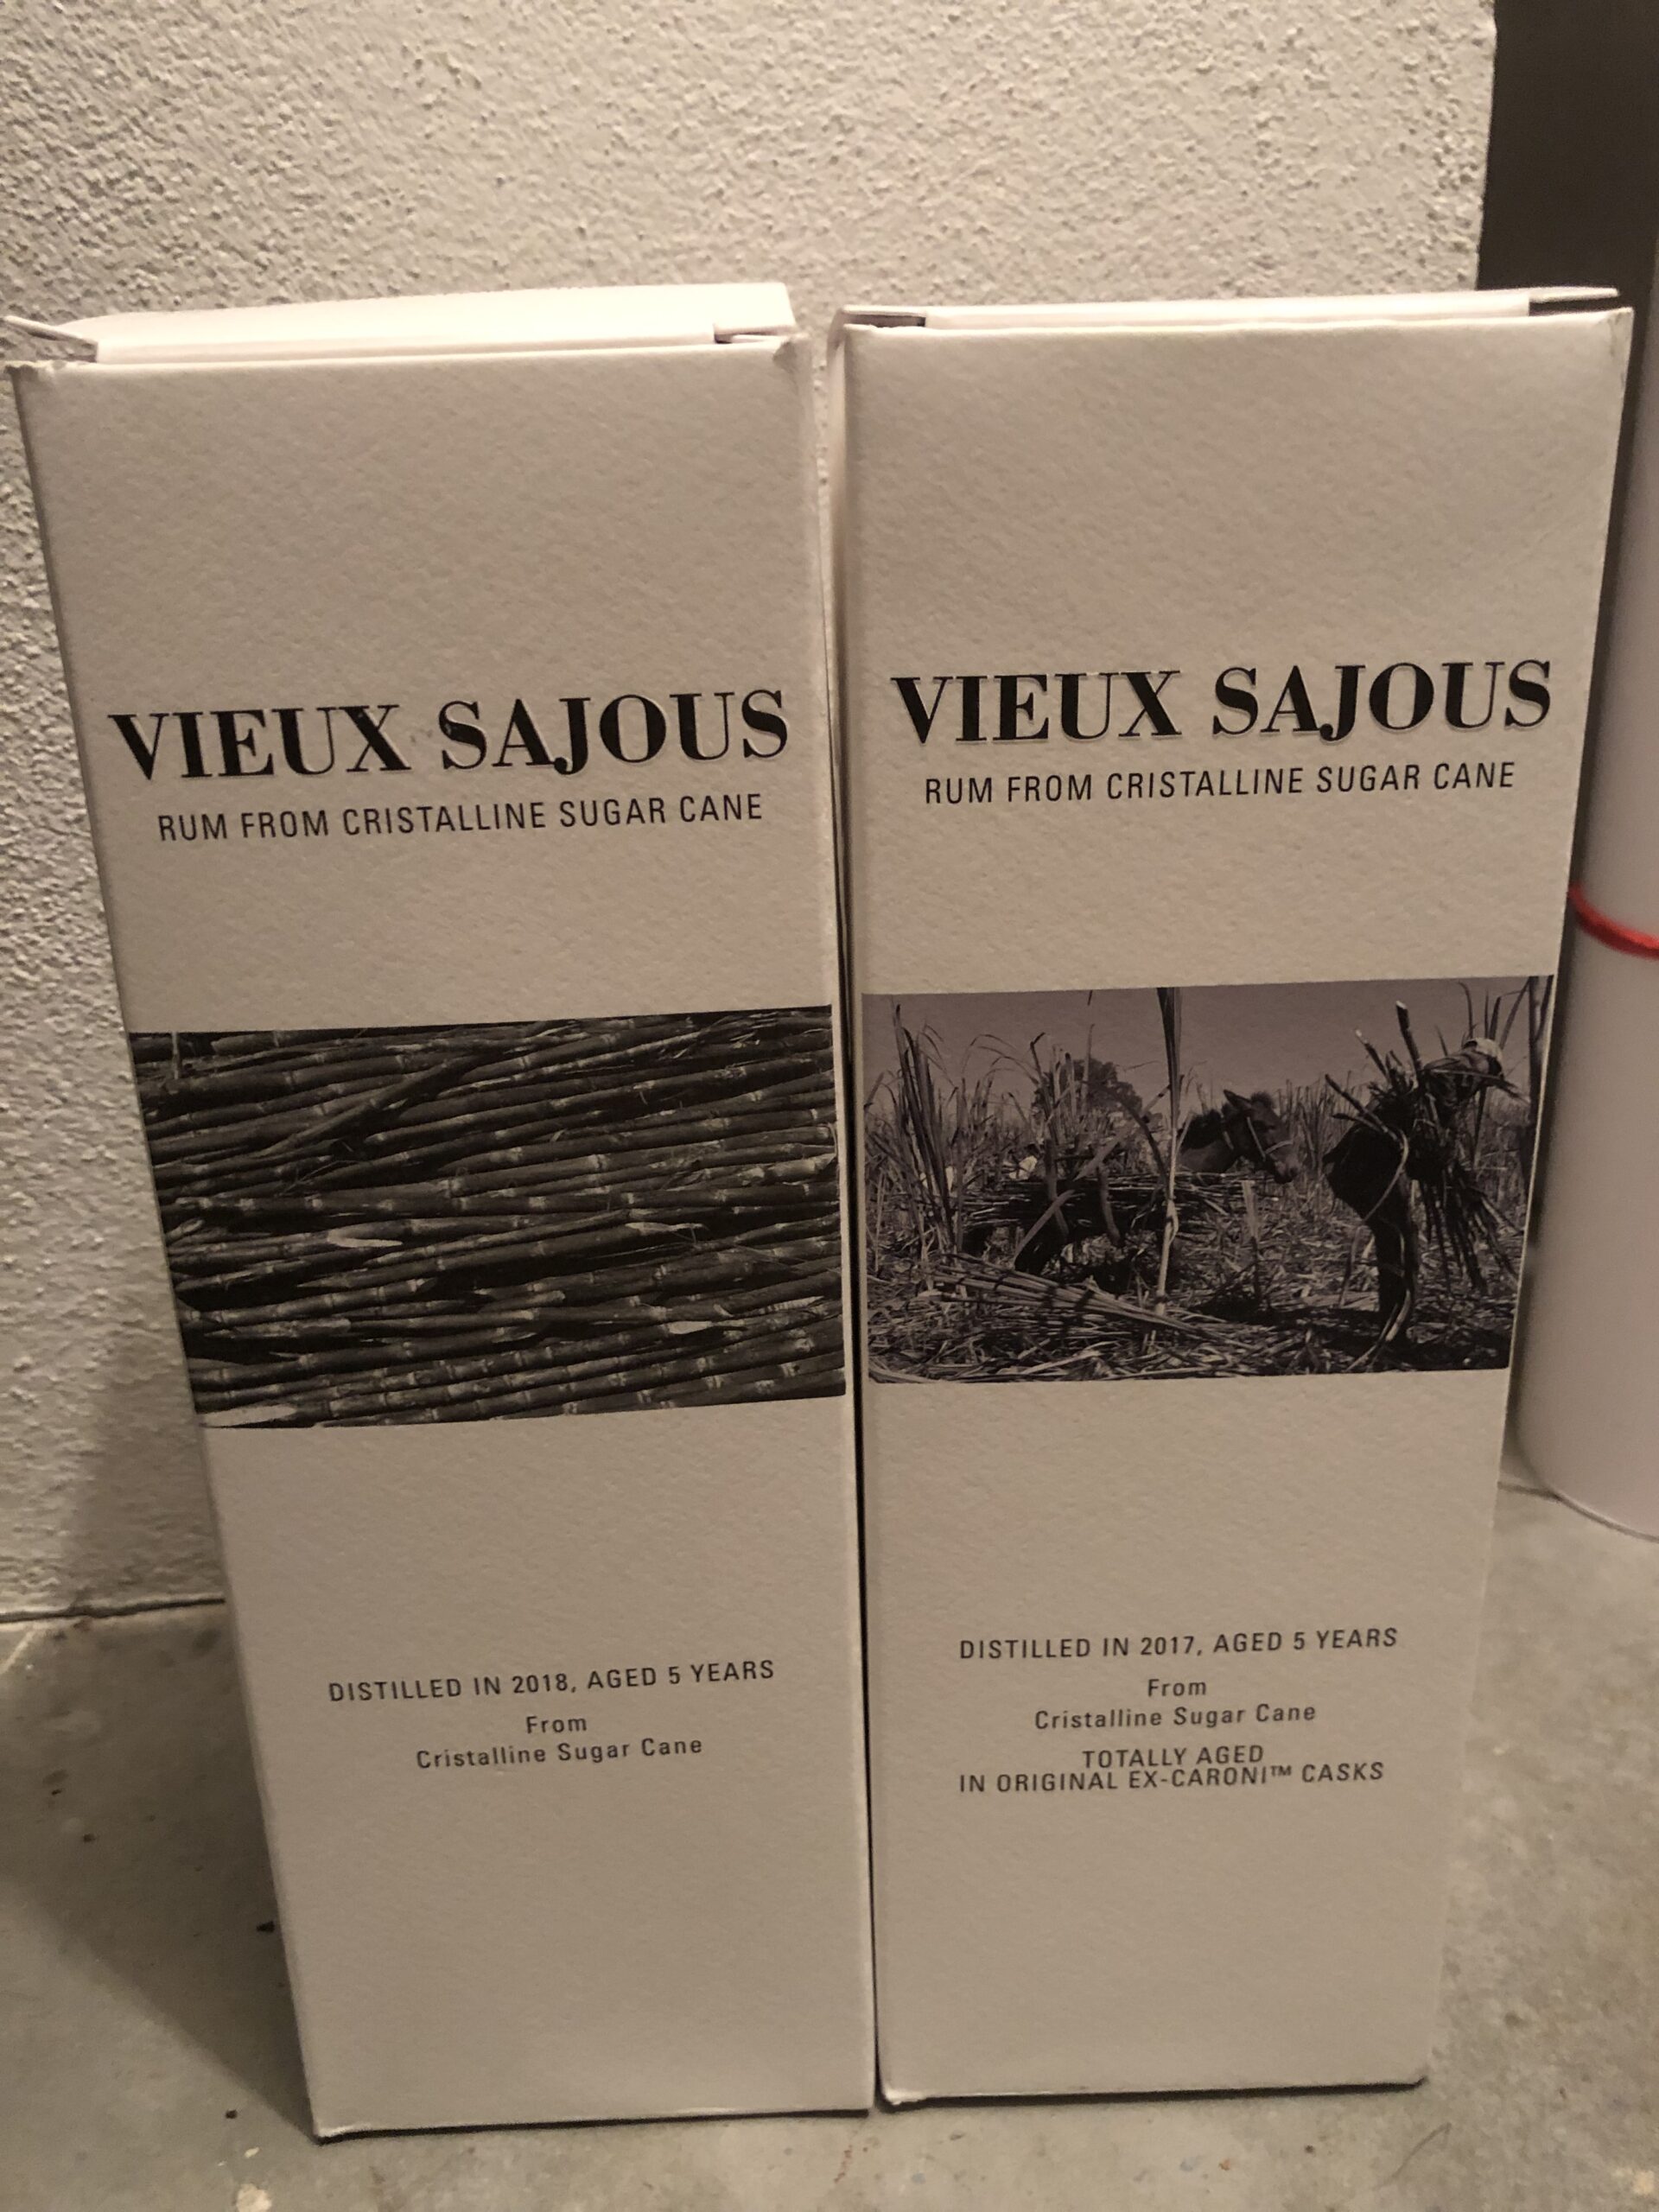 VIEUX SAJOUS
RUM FROM CRISTALLINE SUGAR CANE
DISTILLED IN 2018, AGED 5 YEARS
From
Cristalline Sugar Cane
VIEUX SAJOUS
RUM FROM CRISTALLINE SUGAR CANE
DISTILLED IN 2017, AGED 5 YEARS
From
Cristalline Sugar Cane
TOTALLY AGED
IN ORIGINAL EX-CARONI™ CASKS